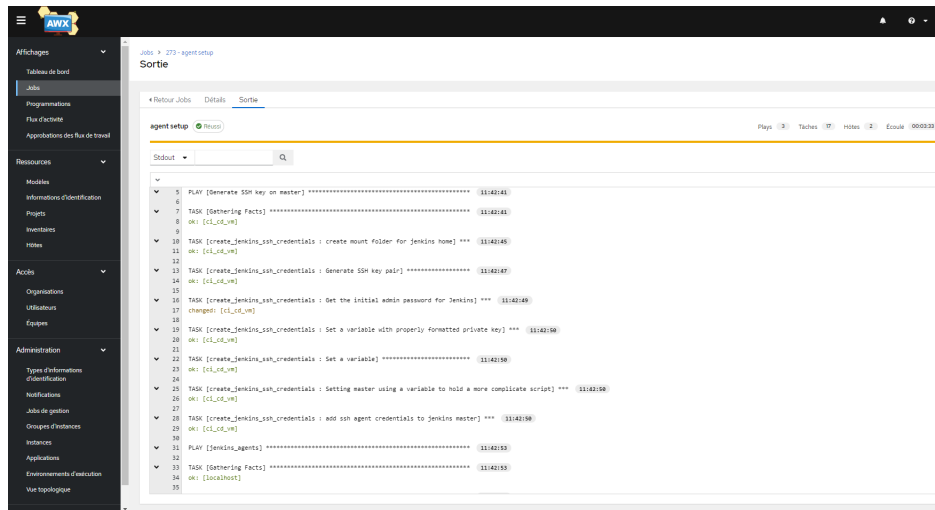 AWX
Affichages
Tableau de bord
Jobs
Programmations
Flux d'activité
Approbations des flux de travail
Ressources
Modèles
Informations d'identification
Projets
Inventaires
Hôtes
Accès
Organisations
Utilisateurs
Équipes
Administration
Types d'informations
d'identification
Notifications
Jobs de gestion
Groupes d'instances
Instances
Applications
Environnements d'exécution
Vue topologique
Jobs > 273 - agent setup
Sortie
Retour Jobs Détails Sortie
agent setup Réussi Plays 3 Tâches 17 Hôtes 2 Écoulé 00:03:33
Stdout
5 PLAY [Generate SSH key on master] ********************************************** 11:42:41
6
7 TASK [Gathering Facts] ********************************************************* 11:42:41
8 ok: [ci_cd_vm]
9
10 TASK [create_jenkins_ssh_credentials : create mount folder for jenkins home] *** 11:42:45
11 ok: [ci_cd_vm]
12
13 TASK [create_jenkins_ssh_credentials : Generate SSH key pair] ****************** 11:42:47
14 ok: [ci_cd_vm]
15
16 TASK [create_jenkins_ssh_credentials : Get the initial admin password for Jenkins] *** 11:42:49
17 changed: [ci_cd_vm]
18
19 TASK [create_jenkins_ssh_credentials : Set a variable with properly formatted private key] *** 11:42:50
20 ok: [ci_cd_vm]
21
22 TASK [create_jenkins_ssh_credentials : Set a variable] ************************* 11:42:50
23 ok: [ci_cd_vm]
24
25 TASK [create_jenkins_ssh_credentials : Setting master using a variable to hold a more complicate script] *** 11:42:50
26 ok: [ci_cd_vm]
27
28 TASK [create_jenkins_ssh_credentials : add ssh agent credentials to jenkins master] *** 11:42:50
29 ok: [ci_cd_vm]
30
31 PLAY [jenkins_agents] ********************************************************** 11:42:53
32
33 TASK [Gathering Facts] ********************************************************* 11:42:53
34 ok: [localhost]
35